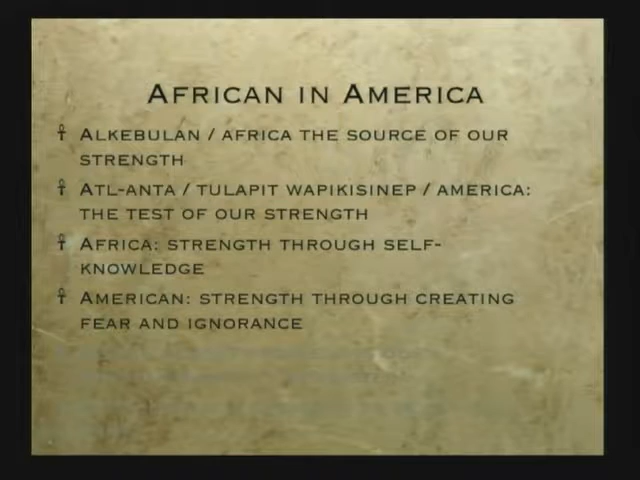 AFRICAN IN AMERICA
ALKEBULAN / AFRICA THE SOURCE OF OUR
STRENGTH
ATL-ANTA / TULAPIT WAPIKISINEP / AMERICA:
THE TEST OF OUR STRENGTH
AFRICA: STRENGTH THROUGH SELF-
KNOWLEDGE
AMERICAN: STRENGTH THROUGH CREATING
FEAR AND IGNORANCE